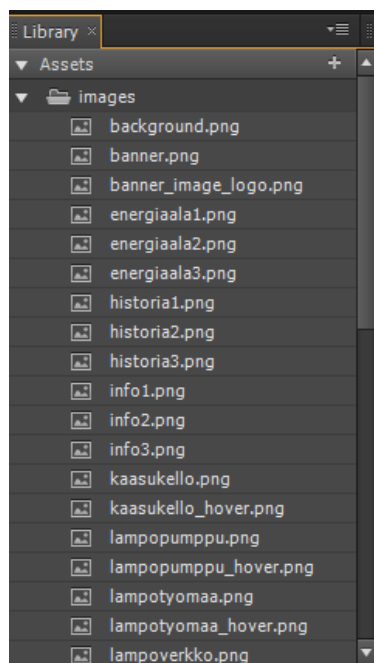 Library
Assets
images
background.png
banner.png
banner_image_logo.png
energiaala1.png
energiaala2.png
energiaala3.png
historia1.png
historia2.png
historia3.png
info1.png
info2.png
info3.png
kaasukello.png
kaasukello_hover.png
lampopumppu.png
lampopumppu_hover.png
lampotyomaa.png
lampotyomaa_hover.png
lampoverkko.png